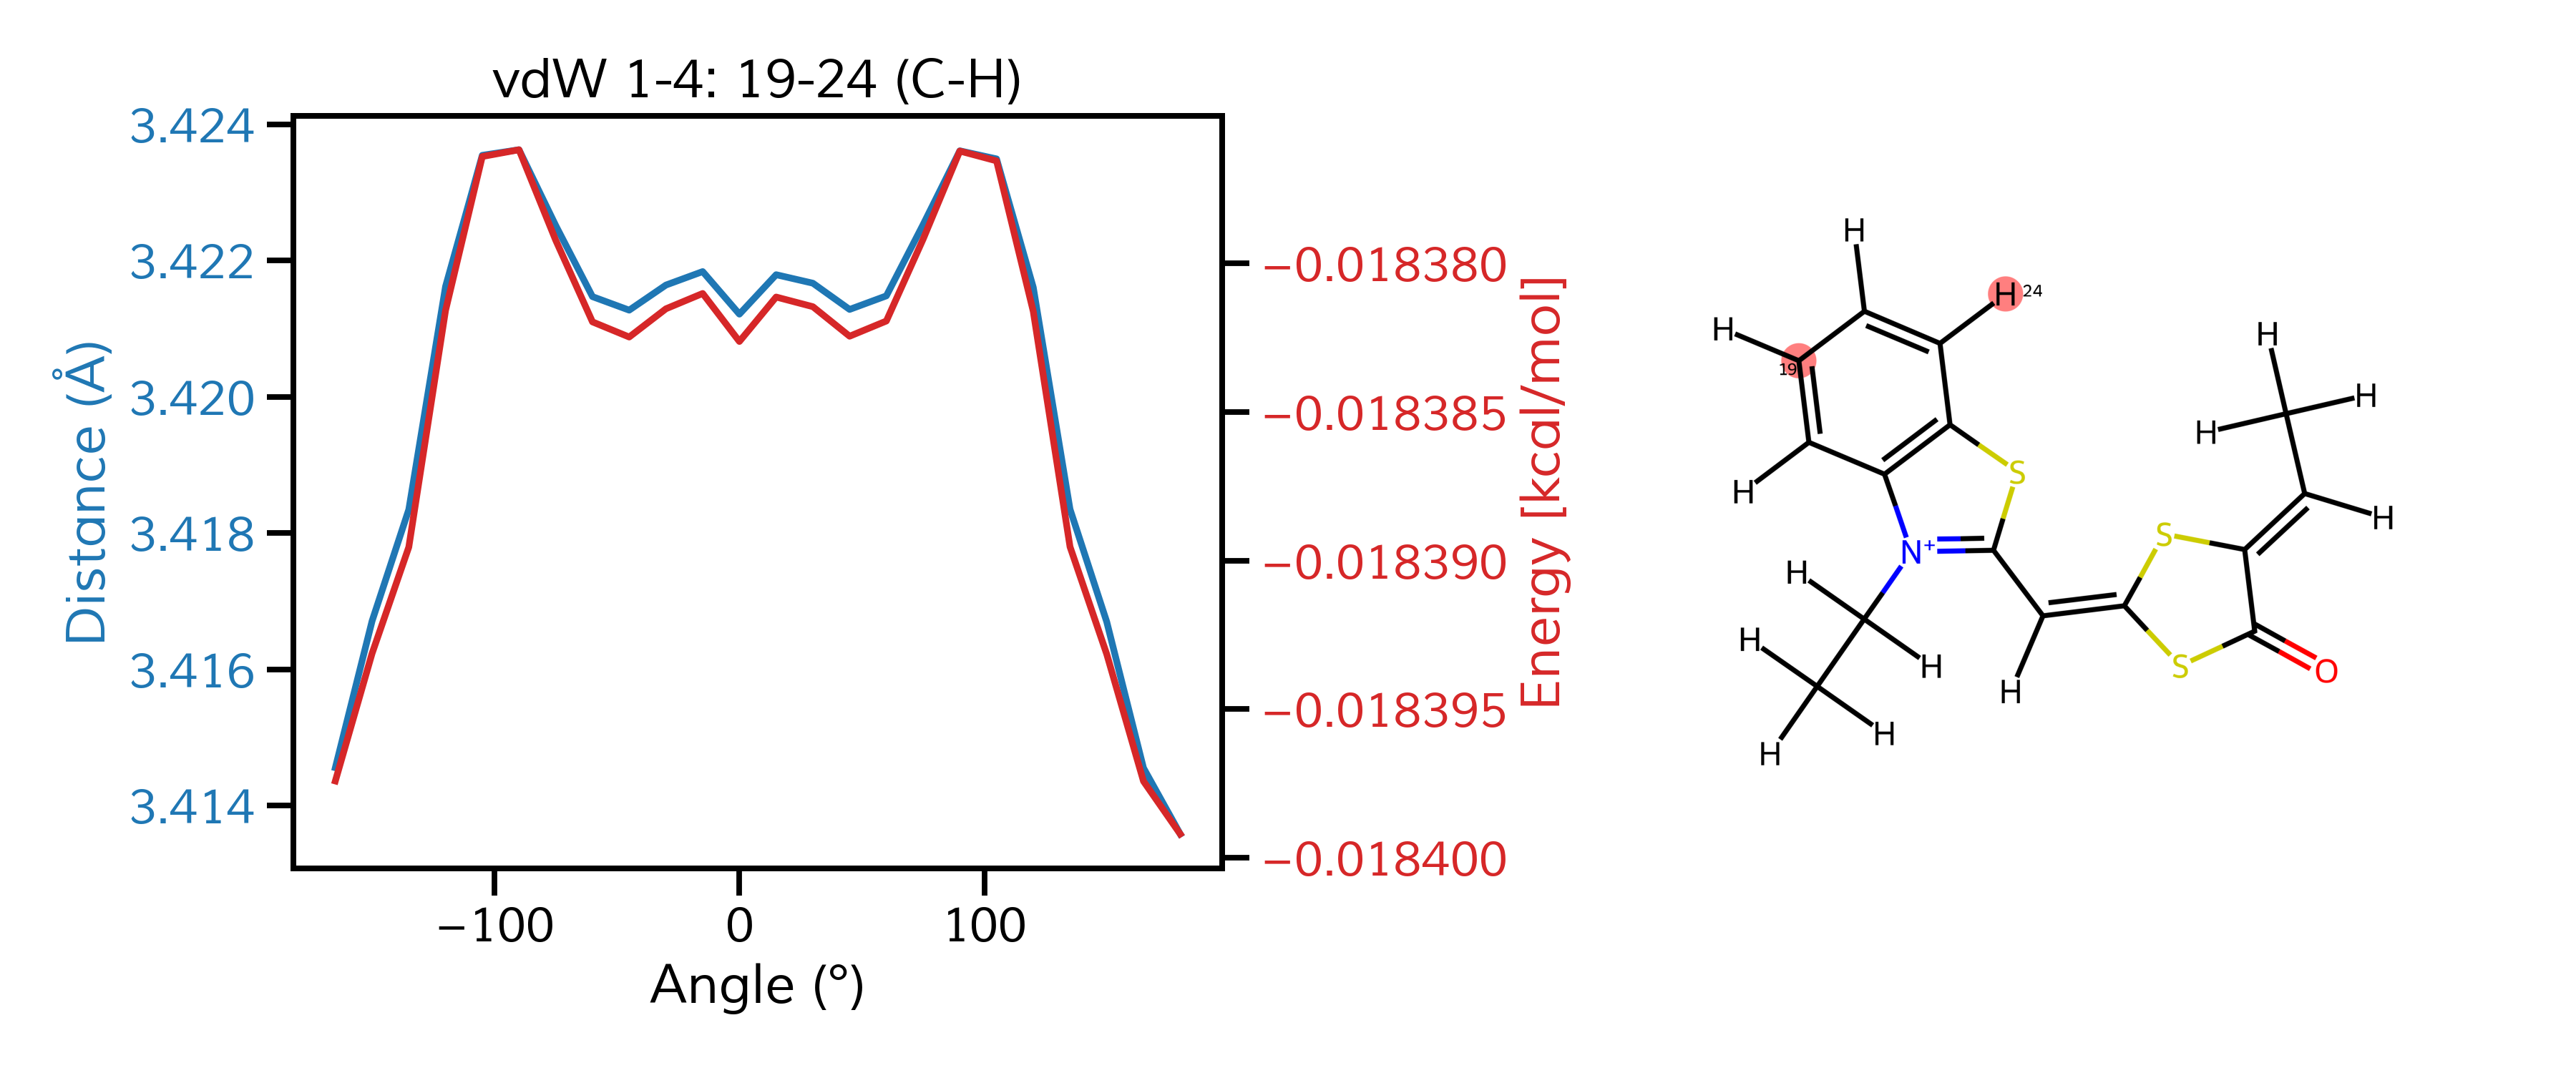 vdW 1-4: 19-24 (C-H)
3.424
3.422
3.420
3.418
3.416
3.414
Distance (Å)
−0.018380
−0.018385
−0.018390
−0.018395
−0.018400
Energy [kcal/mol]
−100
0
100
Angle (°)
H
H 24
H
19
H
H
H
H
S
H
S
H
N⁺
H
H
H
S
O
H
H
H